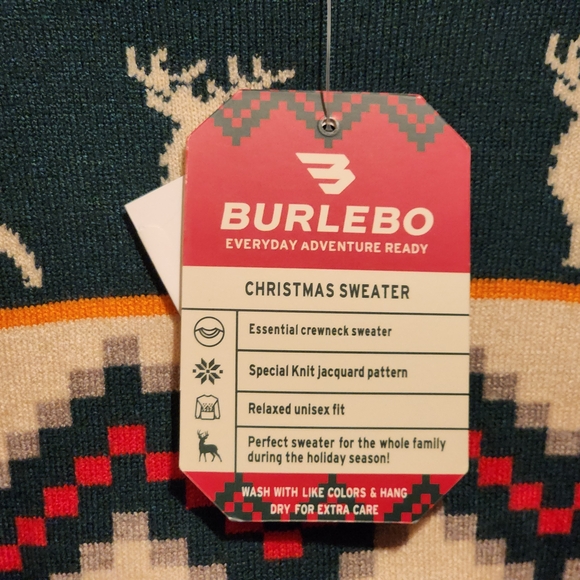 BURLEBO
EVERYDAY ADVENTURE READY
CHRISTMAS SWEATER
Essential crewneck sweater
Special Knit jacquard pattern
Relaxed unisex fit
Perfect sweater for the whole family
during the holiday season!
WASH WITH LIKE COLORS & HANG
DRY FOR EXTRA CARE